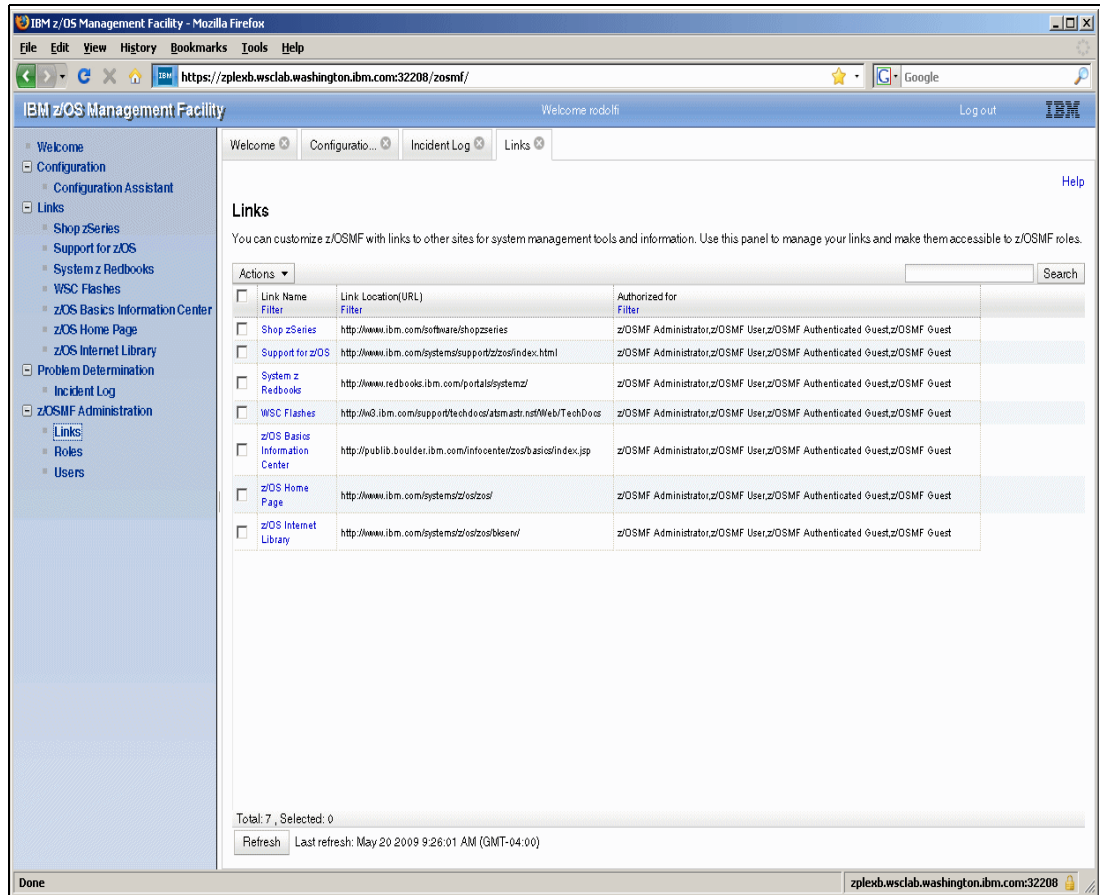 IBM z/OS Management Facility - Mozilla Firefox
File Edit View History Bookmarks Tools Help
IBM https://zplexb.wsclab.washington.ibm.com:32208/zosmf/ G Google
IBM z/OS Management Facility Welcome rodolfi Log out IBM
Welcome
Configuration
Configuration Assistant
Links
Shop zSeries
Support for z/OS
System z Redbooks
WSC Flashes
z/OS Basics Information Center
z/OS Home Page
z/OS Internet Library
Problem Determination
Incident Log
z/OSMF Administration
Links
Roles
Users
Welcome Configuratio... Incident Log Links
Help
Links
You can customize z/OSMF with links to other sites for system management tools and information. Use this panel to manage your links and make them accessible to z/OSMF roles.
Actions Search
Link Name Link Location(URL) Authorized for
Filter Filter Filter
Shop zSeries http://www.ibm.com/software/shopzseries z/OSMF Administrator,z/OSMF User,z/OSMF Authenticated Guest,z/OSMF Guest
Support for z/OS http://www.ibm.com/systems/support/z/zos/index.html z/OSMF Administrator,z/OSMF User,z/OSMF Authenticated Guest,z/OSMF Guest
System z
Redbooks http://www.redbooks.ibm.com/portals/systemz/ z/OSMF Administrator,z/OSMF User,z/OSMF Authenticated Guest,z/OSMF Guest
WSC Flashes http://w3.ibm.com/support/techdocs/atsmastr.nsf/Web/TechDocs z/OSMF Administrator,z/OSMF User,z/OSMF Authenticated Guest,z/OSMF Guest
z/OS Basics
Information http://publib.boulder.ibm.com/infocenter/zos/basics/index.jsp z/OSMF Administrator,z/OSMF User,z/OSMF Authenticated Guest,z/OSMF Guest
Center
z/OS Home
Page http://www.ibm.com/systems/z/os/zos/ z/OSMF Administrator,z/OSMF User,z/OSMF Authenticated Guest,z/OSMF Guest
z/OS Internet
Library http://www.ibm.com/systems/z/os/zos/bkserv/ z/OSMF Administrator,z/OSMF User,z/OSMF Authenticated Guest,z/OSMF Guest
Total: 7 , Selected: 0
Refresh Last refresh: May 20 2009 9:26:01 AM (GMT-04:00)
Done zplexb.wsclab.washington.ibm.com:32208